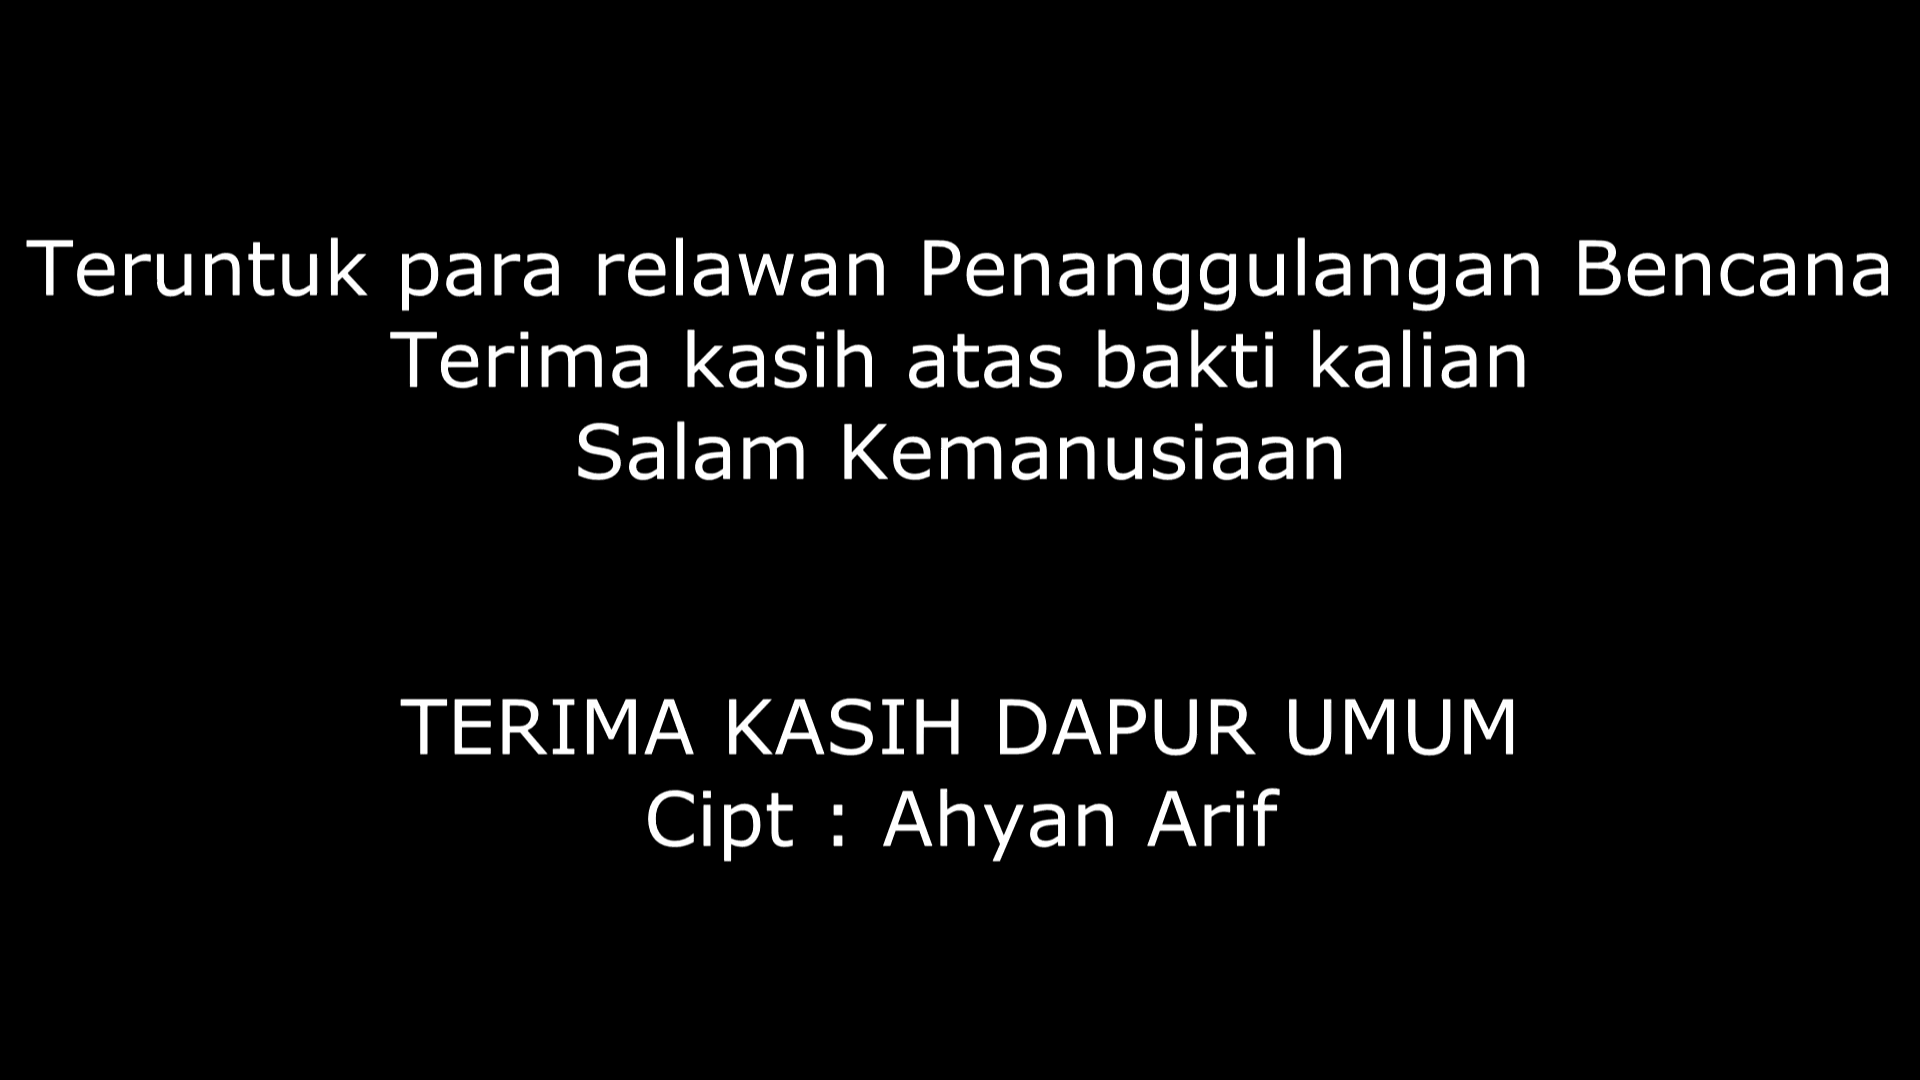 Teruntuk para relawan Penanggulangan Bencana
Terima kasih atas bakti kalian
Salam Kemanusiaan
TERIMA KASIH DAPUR UMUM
Cipt : Ahyan Arif